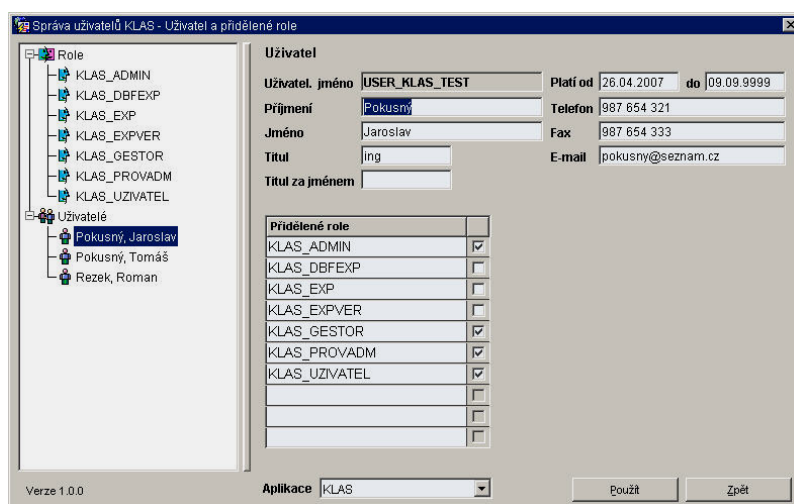 Správa uživatelů KLAS - Uživatel a přidělené role
Role
KLAS_ADMIN
KLAS_DBFEXP
KLAS_EXP
KLAS_EXPVER
KLAS_GESTOR
KLAS_PROVADM
KLAS_UZIVATEL
Uživatelé
Pokusný, Jaroslav
Pokusný, Tomáš
Rezek, Roman
Verze 1.0.0
Uživatel
Uživatel. jméno USER_KLAS_TEST Platí od 26.04.2007 do 09.09.9999
Příjmení Pokusný Telefon 987 654 321
Jméno Jaroslav Fax 987 654 333
Titul ing E-mail pokusny@seznam.cz
Titul za jménem
Přidělené role
KLAS_ADMIN
KLAS_DBFEXP
KLAS_EXP
KLAS_EXPVER
KLAS_GESTOR
KLAS_PROVADM
KLAS_UZIVATEL
Aplikace KLAS Použít Zpět